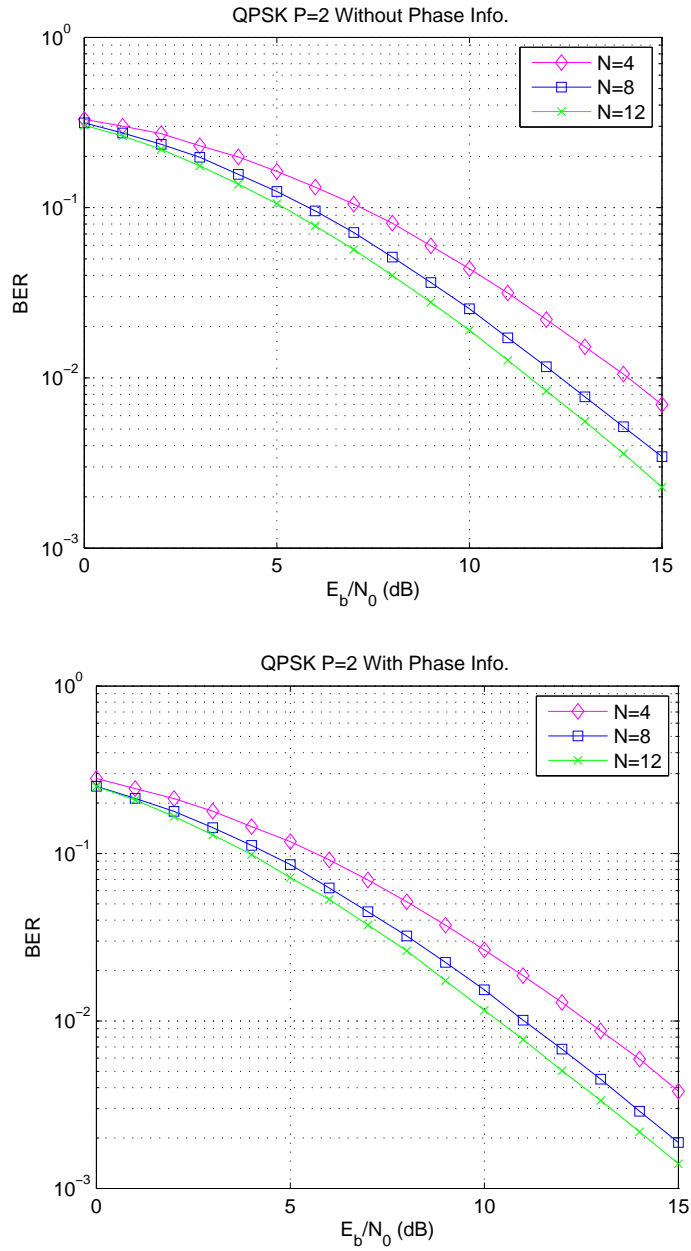 QPSK P=2 Without Phase Info.
10^0
10^-1
10^-2
10^-3
BER
N=4
N=8
N=12
0
5
10
15
E_b/N_0 (dB)
QPSK P=2 With Phase Info.
10^0
10^-1
10^-2
10^-3
BER
N=4
N=8
N=12
0
5
10
15
E_b/N_0 (dB)